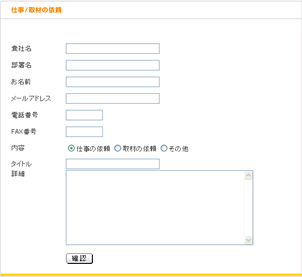 仕事/取材の依頼
貴社名
部署名
お名前
メールアドレス
電話番号
FAX番号
内容 仕事の依頼 取材の依頼 その他
タイトル
詳細
確認